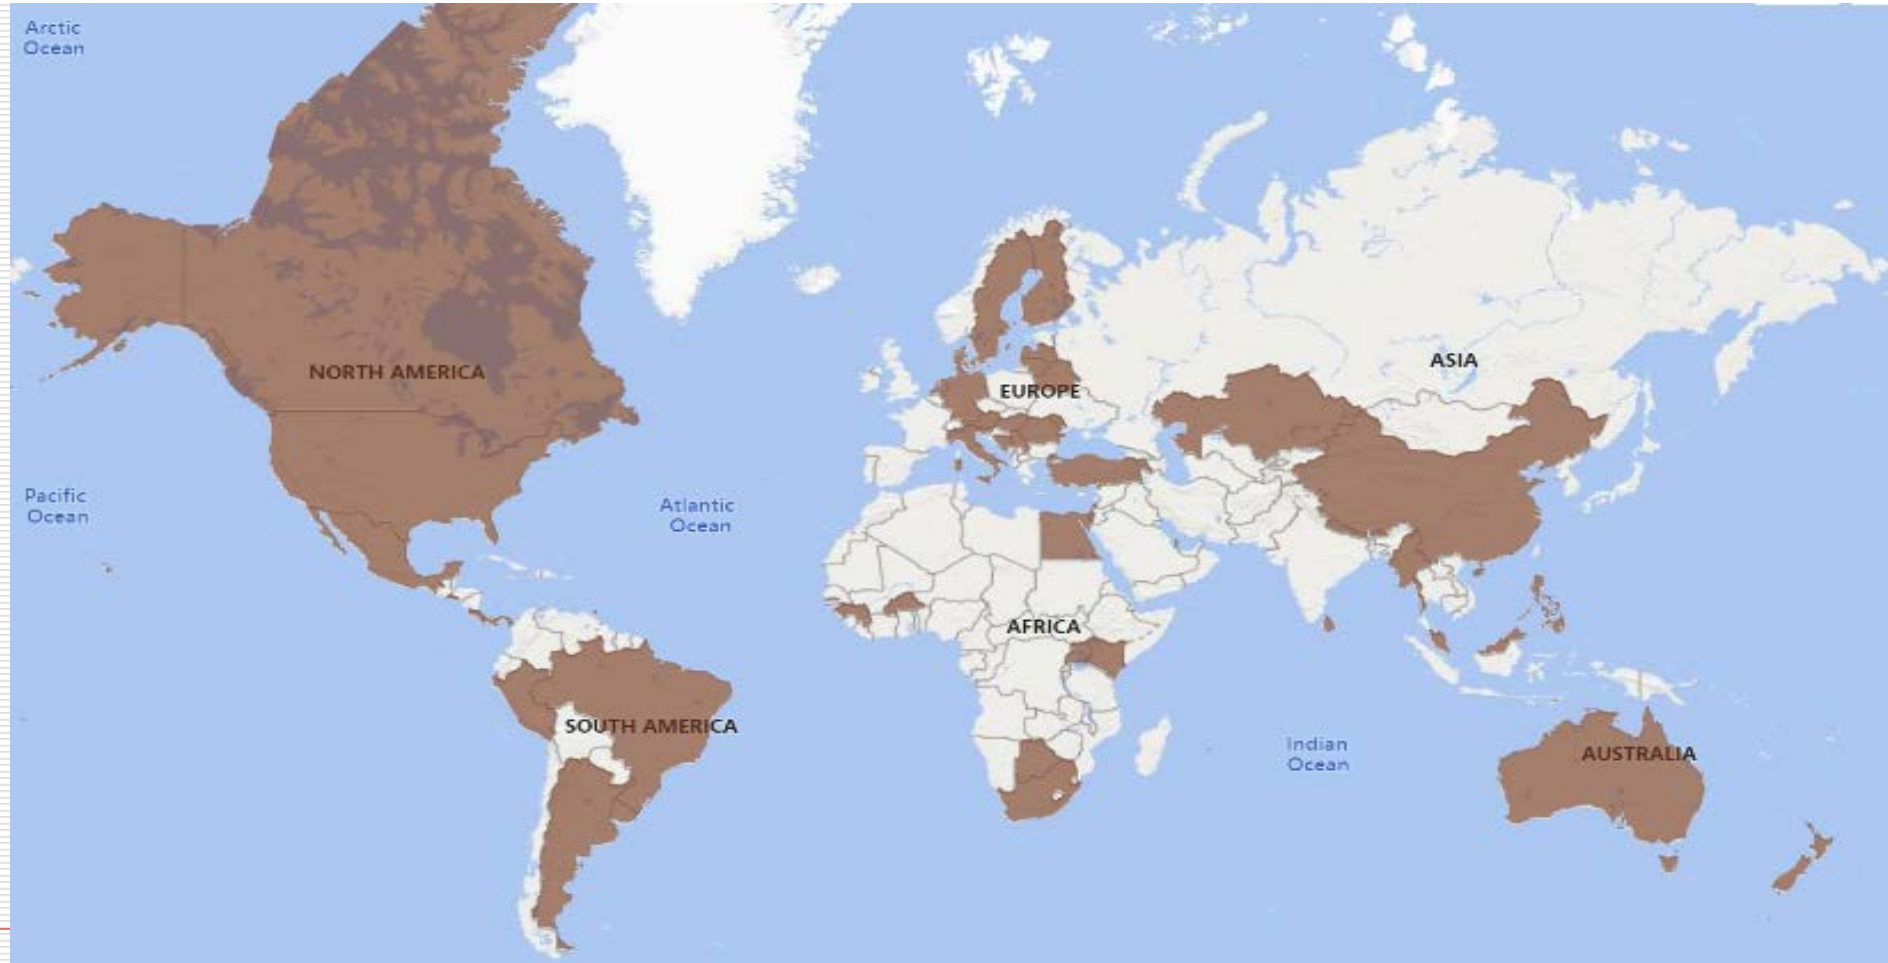 Arctic
Ocean
NORTH AMERICA
ASIA
EUROPE
Pacific
Ocean
Atlantic
Ocean
AFRICA
SOUTH AMERICA
Indian
Ocean
AUSTRALIA